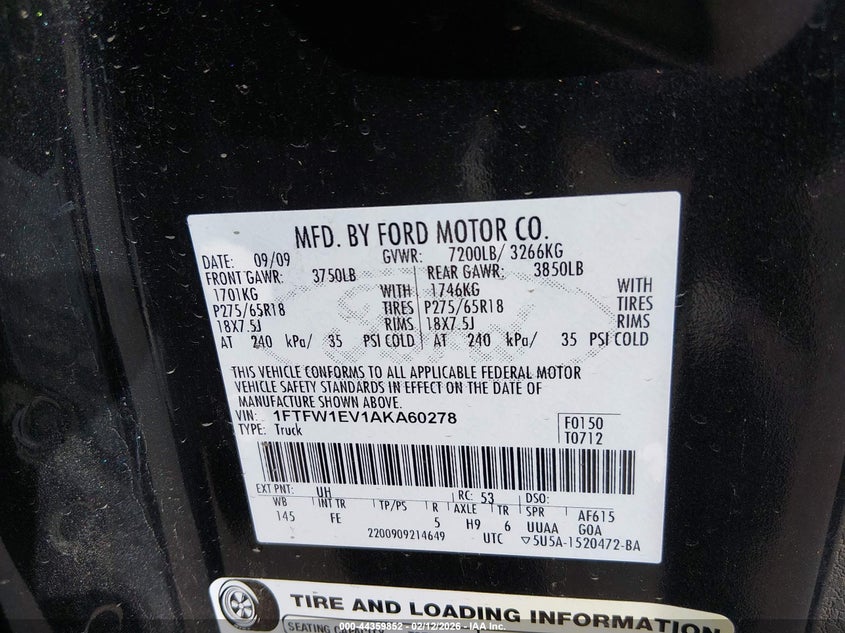 MFD. BY FORD MOTOR CO.
DATE: 09/09 GVWR: 7200LB/ 3266KG
FRONT GAWR: 3750LB REAR GAWR: 3850LB
1701KG WITH 1746KG WITH
P275/65R18 TIRES P275/65R18 TIRES
18X7.5J RIMS 18X7.5J RIMS
AT 240 kPa/ 35 PSI COLD AT 240 kPa/ 35 PSI COLD
THIS VEHICLE CONFORMS TO ALL APPLICABLE FEDERAL MOTOR
VEHICLE SAFETY STANDARDS IN EFFECT ON THE DATE OF
MANUFACTURE SHOWN ABOVE.
VIN: 1FTFW1EV1AKA60278 F0150
TYPE: Truck T0712
EXT PNT: UH RC: 53 DSO:
WB INT TR TP/PS R AXLE TR SPR AF615
145 FE 5 H9 6 UUAA GOA
2200909214649 UTC ▽5U5A-1520472-BA
TIRE AND LOADING INFORMATION
SEATING CAPACITY
000-44359852 - 02/12/2026 - IAA Inc.